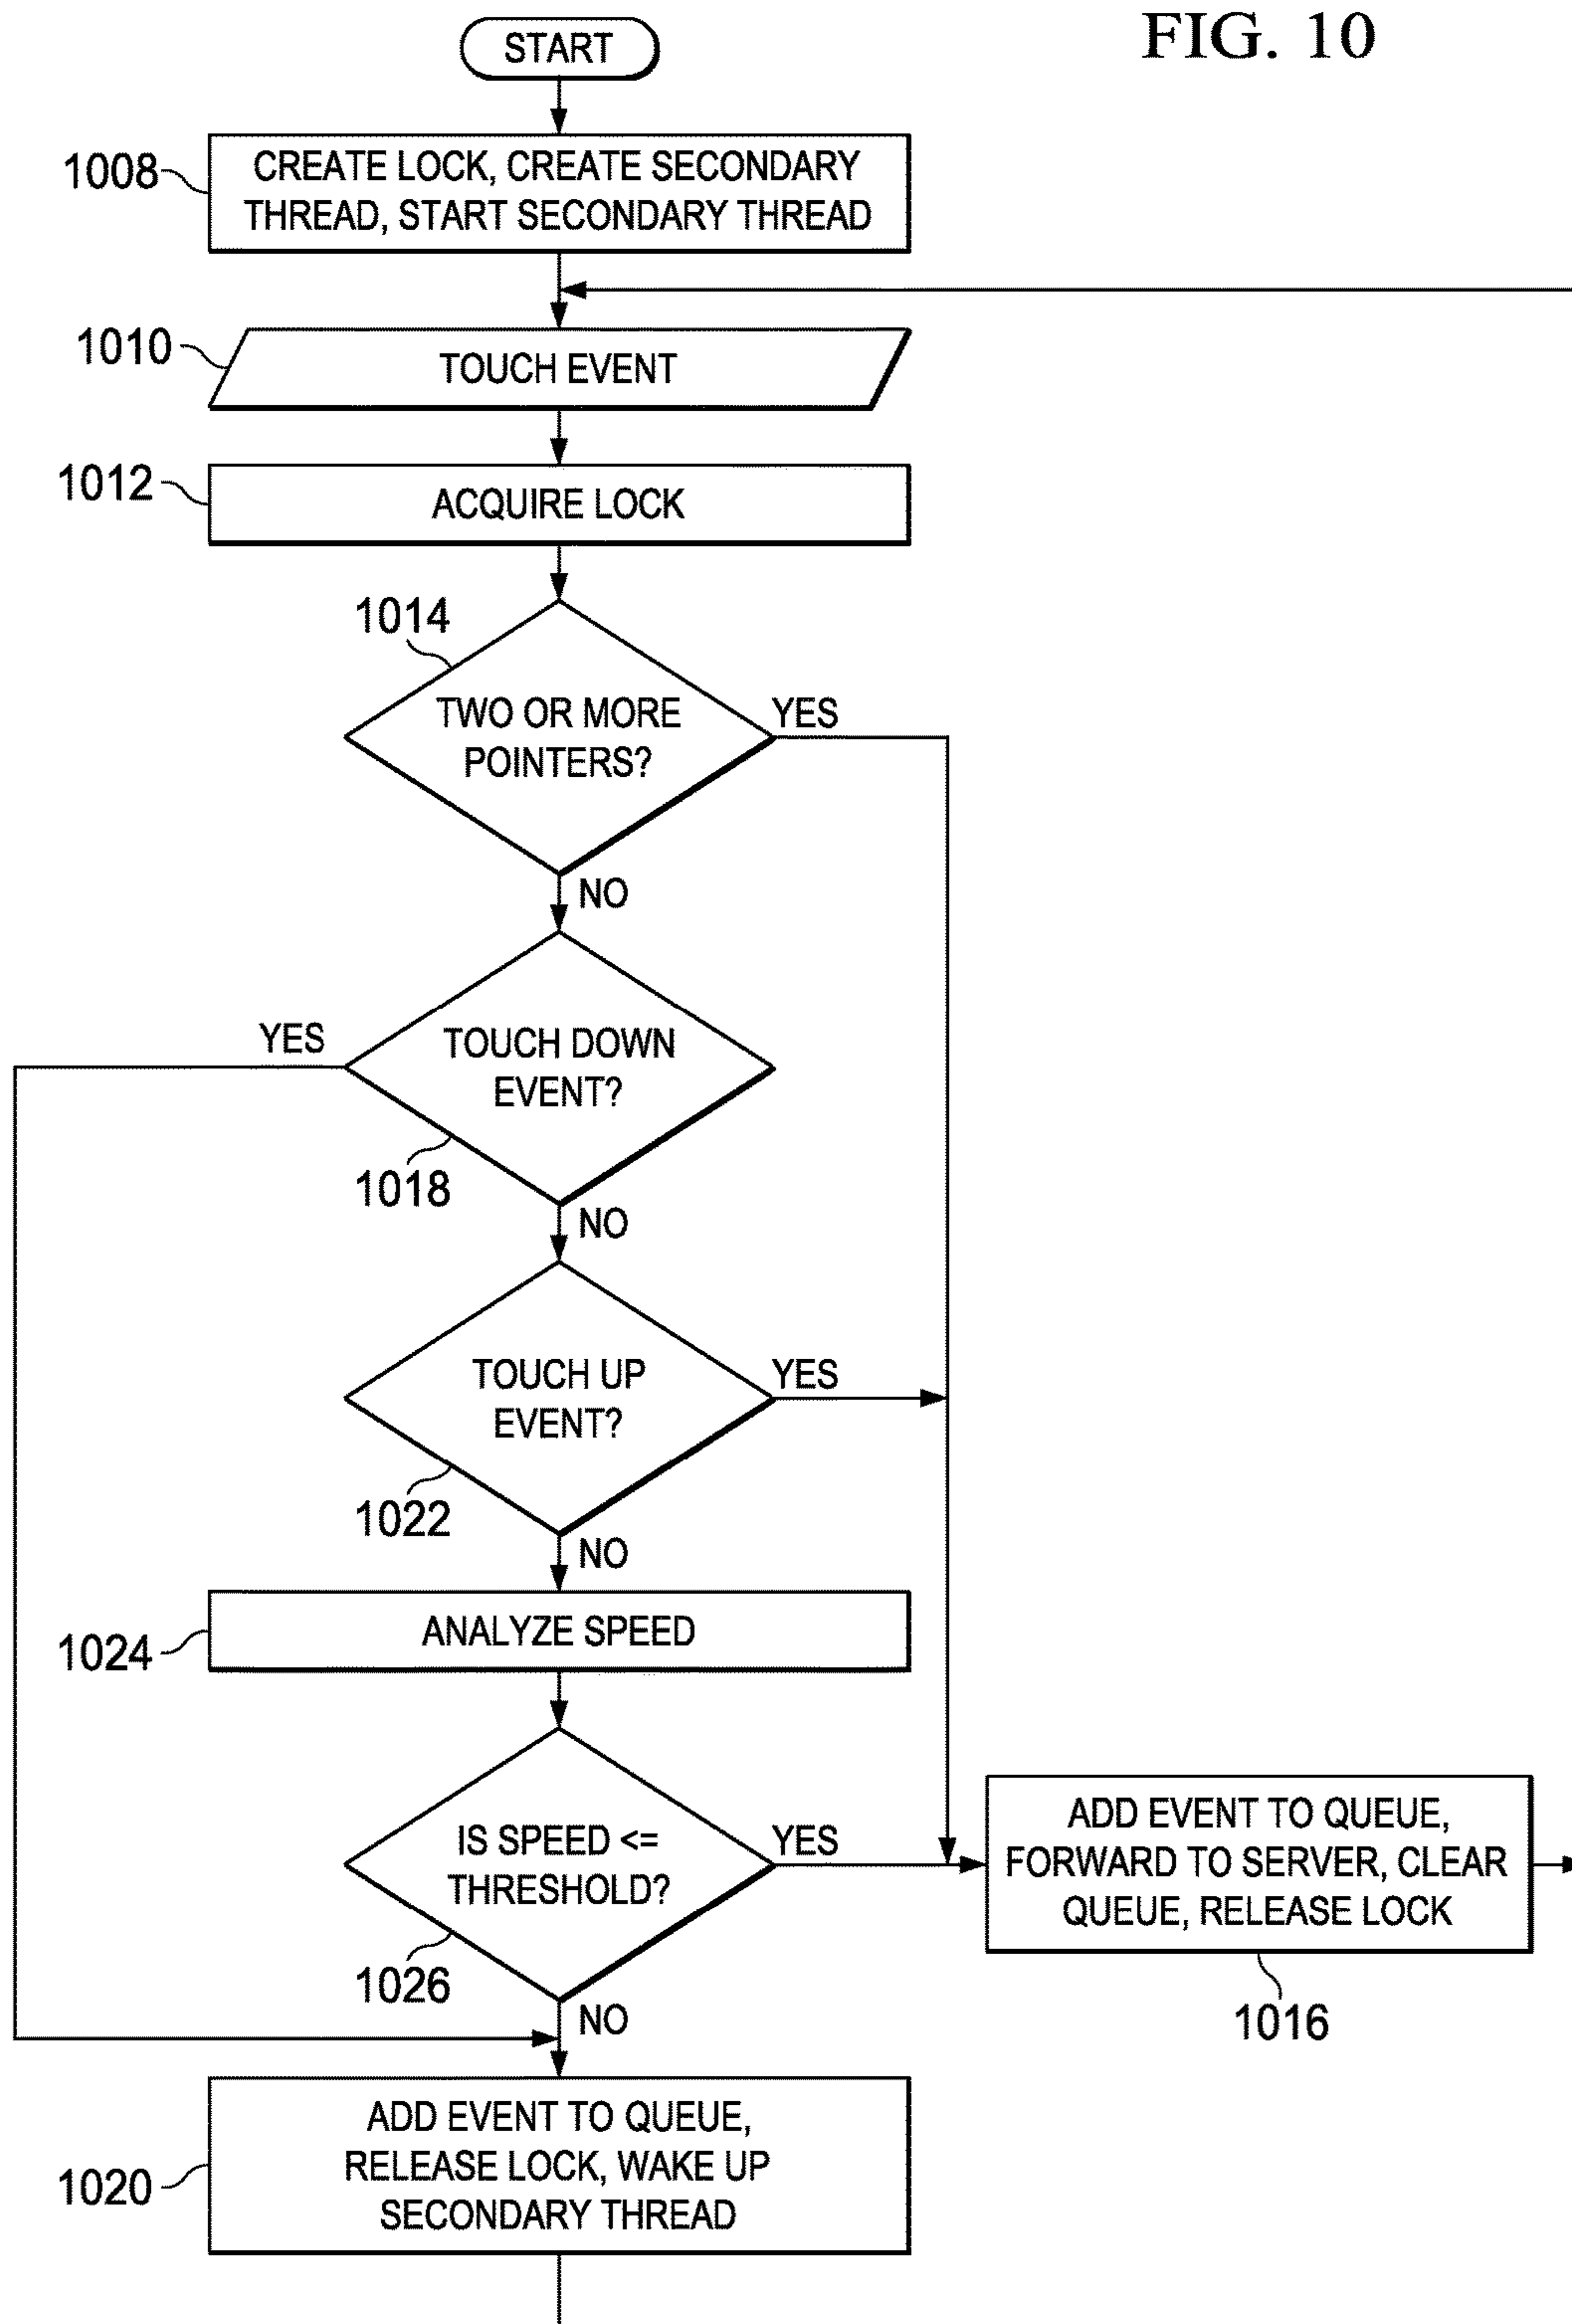 FIG. 10
START
1008
CREATE LOCK, CREATE SECONDARY
THREAD, START SECONDARY THREAD
1010
TOUCH EVENT
1012
ACQUIRE LOCK
1014
TWO OR MORE
POINTERS?
YES
NO
YES
TOUCH DOWN
EVENT?
1018
NO
TOUCH UP
EVENT?
YES
1022
NO
1024
ANALYZE SPEED
IS SPEED <=
THRESHOLD?
YES
1026
NO
ADD EVENT TO QUEUE,
FORWARD TO SERVER, CLEAR
QUEUE, RELEASE LOCK
1016
1020
ADD EVENT TO QUEUE,
RELEASE LOCK, WAKE UP
SECONDARY THREAD